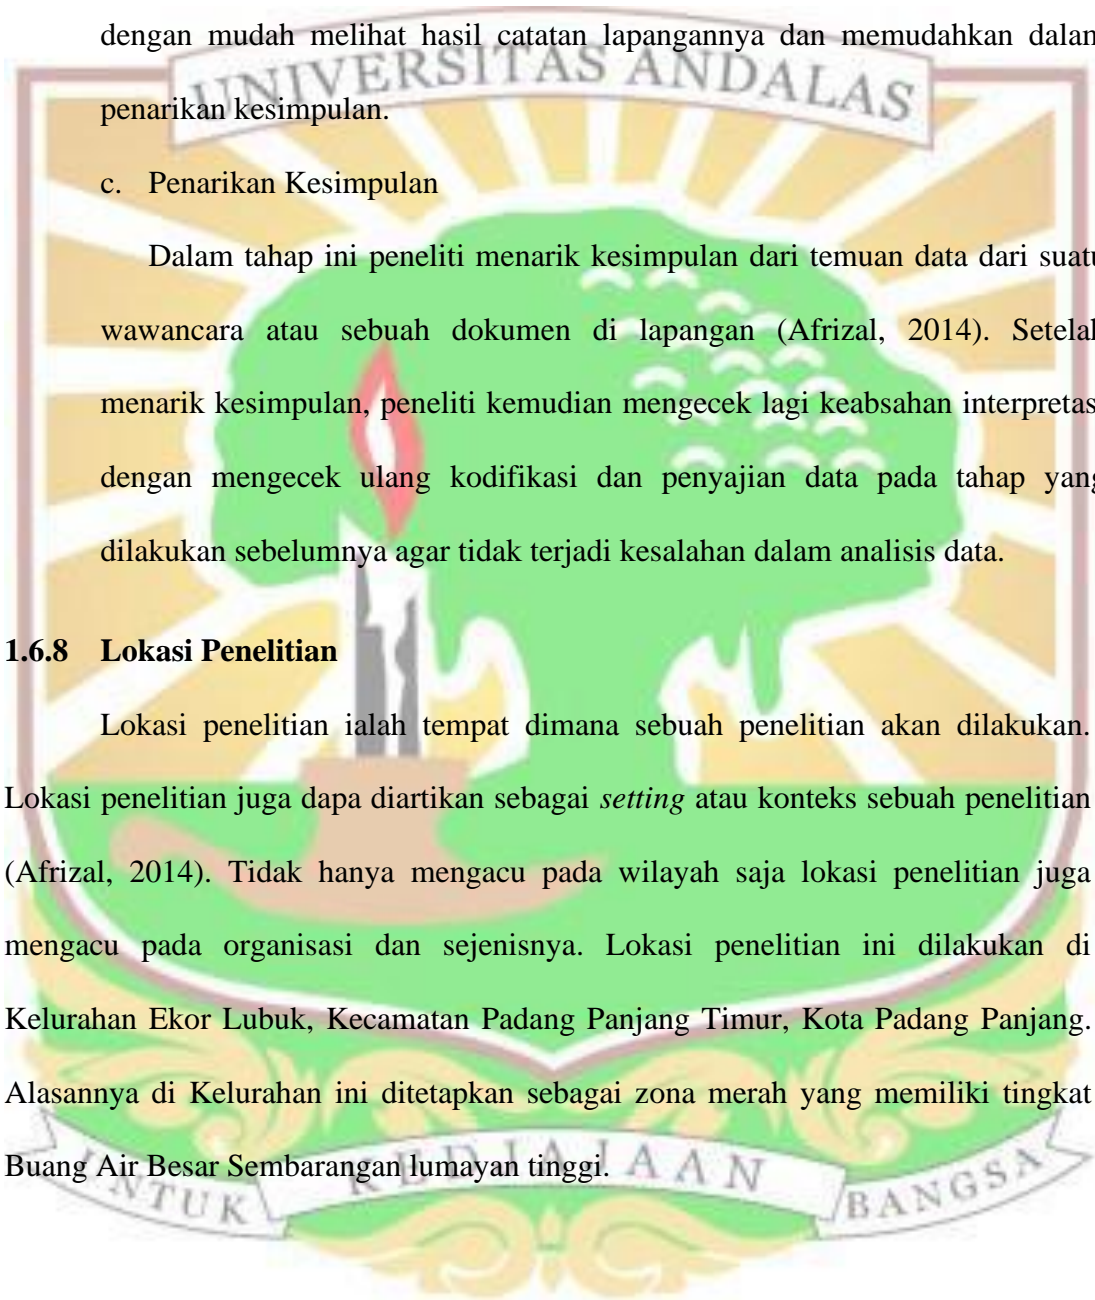 dengan mudah melihat hasil catatan lapangannya dan memudahkan dalam
UNIVERSITAS ANDALAS
penarikan kesimpulan.
c. Penarikan Kesimpulan
Dalam tahap ini peneliti menarik kesimpulan dari temuan data dari suatu
wawancara atau sebuah dokumen di lapangan (Afrizal, 2014). Setelah
menarik kesimpulan, peneliti kemudian mengecek lagi keabsahan interpretasi
dengan mengecek ulang kodifikasi dan penyajian data pada tahap yang
dilakukan sebelumnya agar tidak terjadi kesalahan dalam analisis data.
1.6.8 Lokasi Penelitian
Lokasi penelitian ialah tempat dimana sebuah penelitian akan dilakukan.
Lokasi penelitian juga dapa diartikan sebagai setting atau konteks sebuah penelitian
(Afrizal, 2014). Tidak hanya mengacu pada wilayah saja lokasi penelitian juga
mengacu pada organisasi dan sejenisnya. Lokasi penelitian ini dilakukan di
Kelurahan Ekor Lubuk, Kecamatan Padang Panjang Timur, Kota Padang Panjang.
Alasannya di Kelurahan ini ditetapkan sebagai zona merah yang memiliki tingkat
Buang Air Besar Sembarangan lumayan tinggi.
UNTUK KEDJAJAAN BANGSA